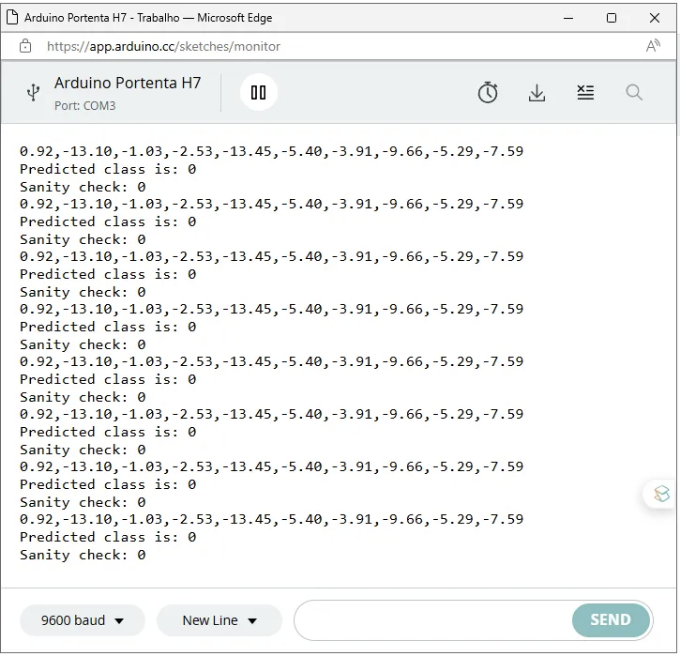 Arduino Portenta H7 - Trabalho — Microsoft Edge
https://app.arduino.cc/sketches/monitor
Arduino Portenta H7
Port: COM3
0.92,-13.10,-1.03,-2.53,-13.45,-5.40,-3.91,-9.66,-5.29,-7.59
Predicted class is: 0
Sanity check: 0
0.92,-13.10,-1.03,-2.53,-13.45,-5.40,-3.91,-9.66,-5.29,-7.59
Predicted class is: 0
Sanity check: 0
0.92,-13.10,-1.03,-2.53,-13.45,-5.40,-3.91,-9.66,-5.29,-7.59
Predicted class is: 0
Sanity check: 0
0.92,-13.10,-1.03,-2.53,-13.45,-5.40,-3.91,-9.66,-5.29,-7.59
Predicted class is: 0
Sanity check: 0
0.92,-13.10,-1.03,-2.53,-13.45,-5.40,-3.91,-9.66,-5.29,-7.59
Predicted class is: 0
Sanity check: 0
0.92,-13.10,-1.03,-2.53,-13.45,-5.40,-3.91,-9.66,-5.29,-7.59
Predicted class is: 0
Sanity check: 0
0.92,-13.10,-1.03,-2.53,-13.45,-5.40,-3.91,-9.66,-5.29,-7.59
Predicted class is: 0
Sanity check: 0
0.92,-13.10,-1.03,-2.53,-13.45,-5.40,-3.91,-9.66,-5.29,-7.59
Predicted class is: 0
Sanity check: 0
9600 baud New Line SEND